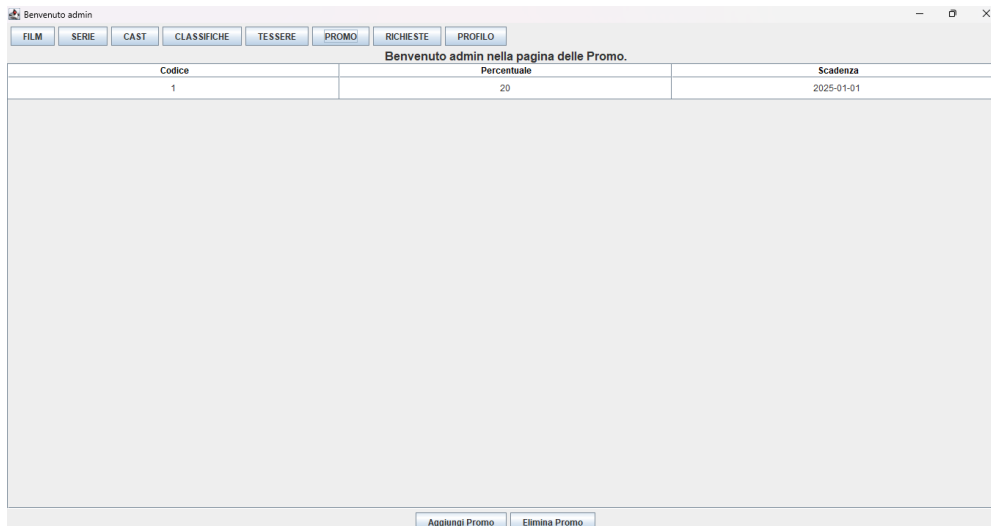 Benvenuto admin
FILM SERIE CAST CLASSIFICHE TESSERE PROMO RICHIESTE PROFILO
Benvenuto admin nella pagina delle Promo.
Codice Percentuale Scadenza
1 20 2025-01-01
Aggiungi Promo Elimina Promo